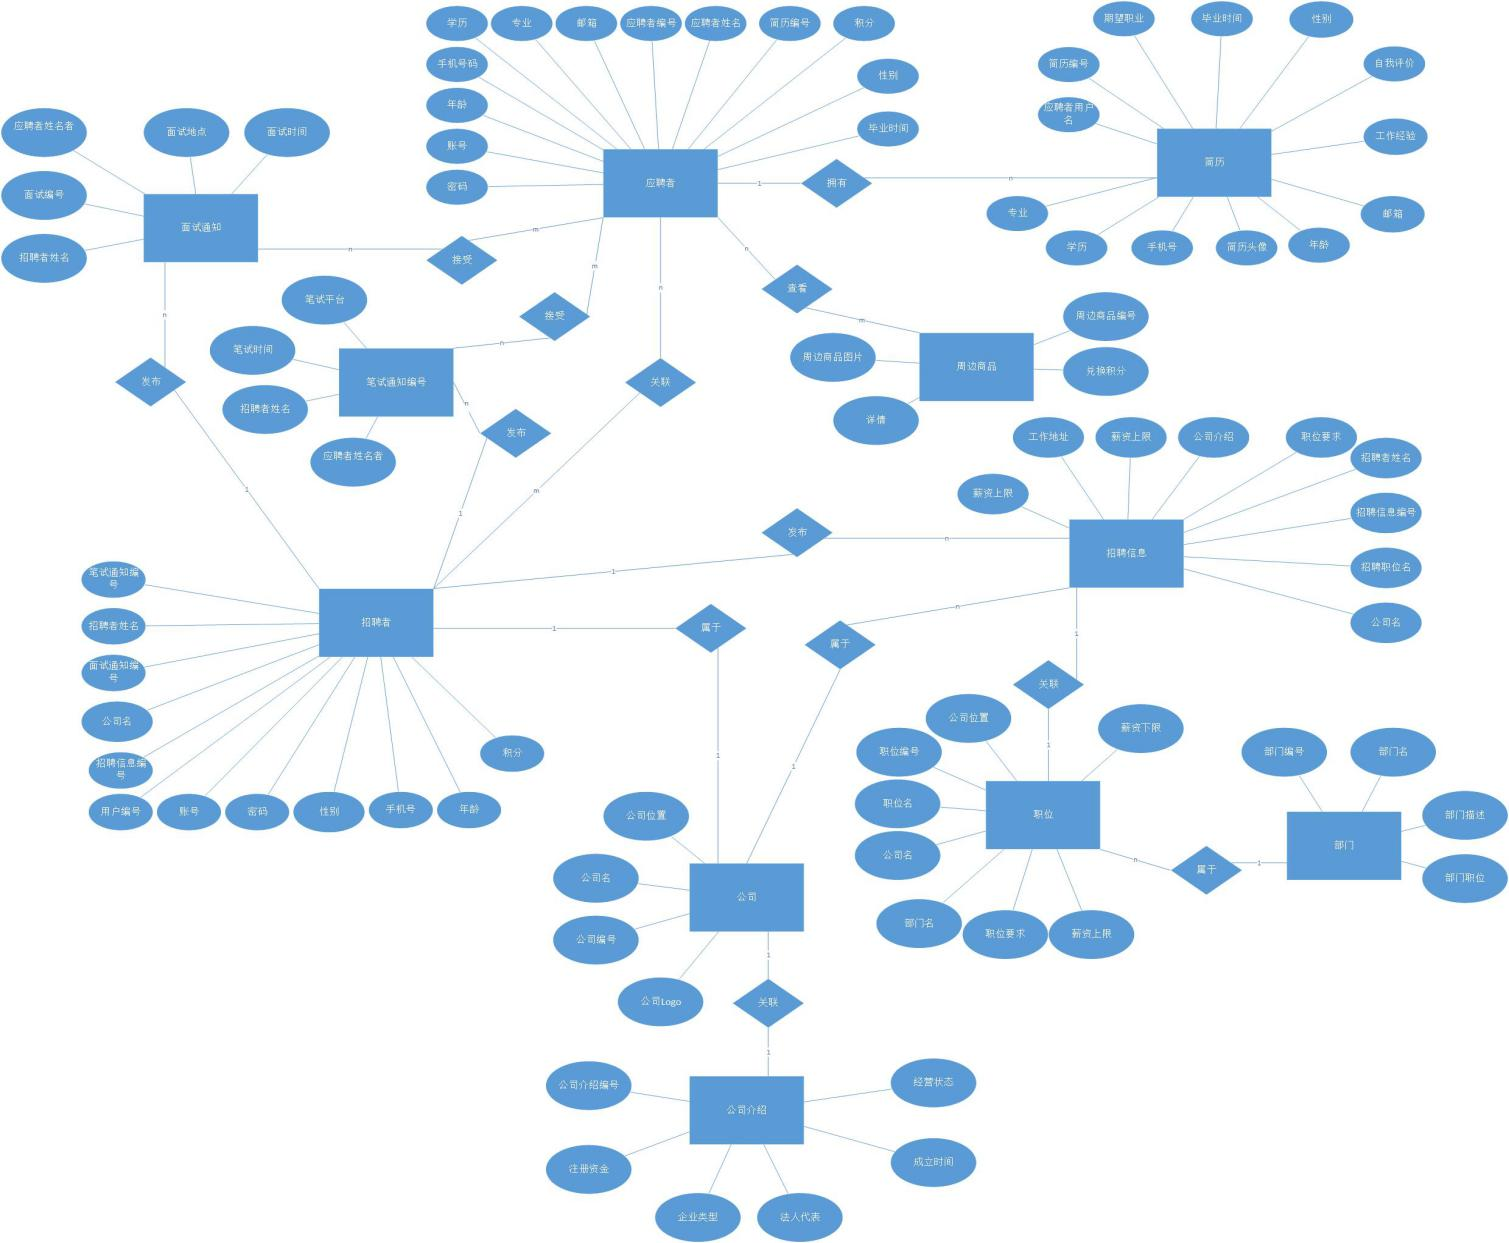 学历
专业
邮箱
应聘者编号
应聘者姓名
简历编号
积分
手机号码
年龄
账号
密码
性别
毕业时间
应聘者
1
拥有
n
期望职业
毕业时间
性别
简历编号
自我评价
应聘者用户
名
工作经验
简历
专业
邮箱
学历
手机号
简历头像
年龄
应聘者姓名者
面试地点
面试时间
面试编号
面试通知
招聘者姓名
n
接受
m
n
发布
1
笔试平台
m
接受
n
笔试时间
笔试通知编号
招聘者姓名
应聘者姓名者
n
发布
1
n
关联
m
n
查看
m
周边商品编号
周边商品图片
周边商品
兑换积分
详情
工作地址
薪资上限
公司介绍
职位要求
招聘者姓名
薪资上限
招聘信息编号
招聘信息
招聘职位名
公司名
发布
n
1
笔试通知编
号
招聘者姓名
招聘者
面试通知编
号
公司名
招聘信息编
号
用户编号
账号
密码
性别
手机号
年龄
积分
1
属于
1
n
属于
1
1
关联
1
公司位置
薪资下限
职位编号
职位名
职位
公司名
部门名
职位要求
薪资上限
n
属于
1
部门编号
部门名
部门描述
部门
部门职位
公司位置
公司名
公司
公司编号
公司Logo
1
关联
1
公司介绍编号
经营状态
公司介绍
注册资金
成立时间
企业类型
法人代表